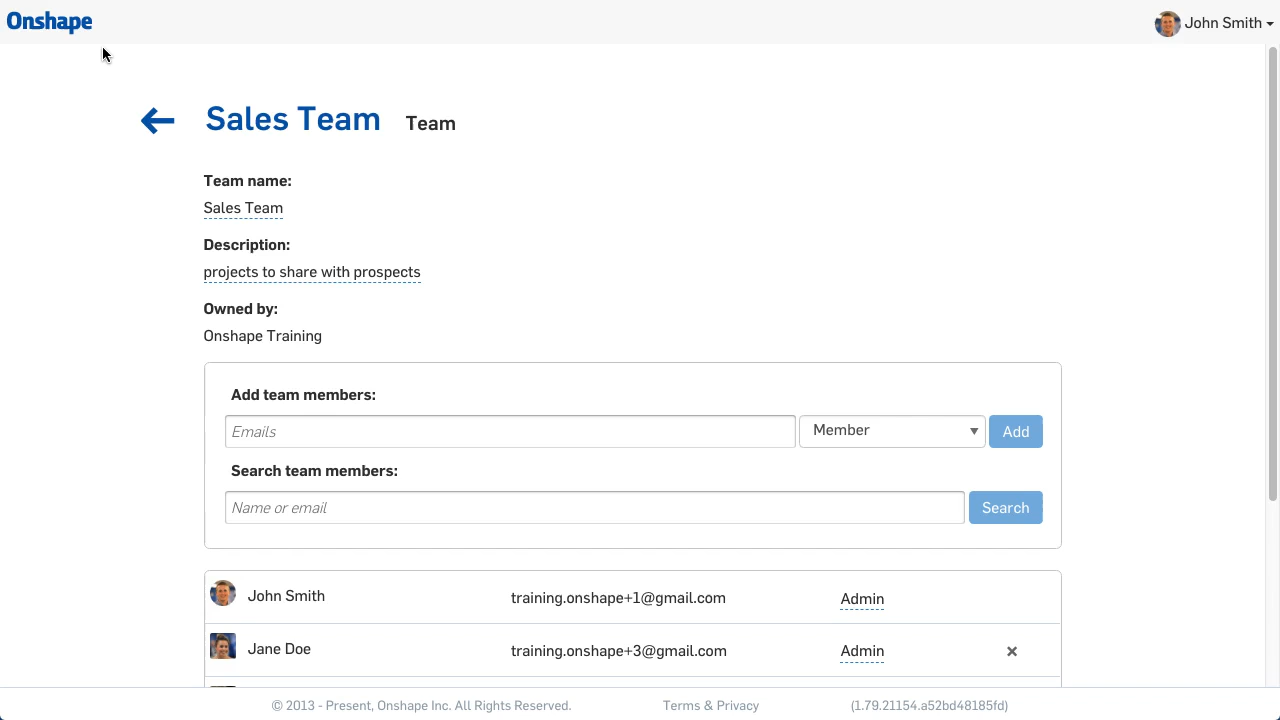 Onshape
John Smith
Sales Team Team
Team name:
Sales Team
Description:
projects to share with prospects
Owned by:
Onshape Training
Add team members:
Emails Member Add
Search team members:
Name or email Search
John Smith training.onshape+1@gmail.com Admin
Jane Doe training.onshape+3@gmail.com Admin ×
© 2013 - Present, Onshape Inc. All Rights Reserved. Terms & Privacy (1.79.21154.a52bd48185fd)